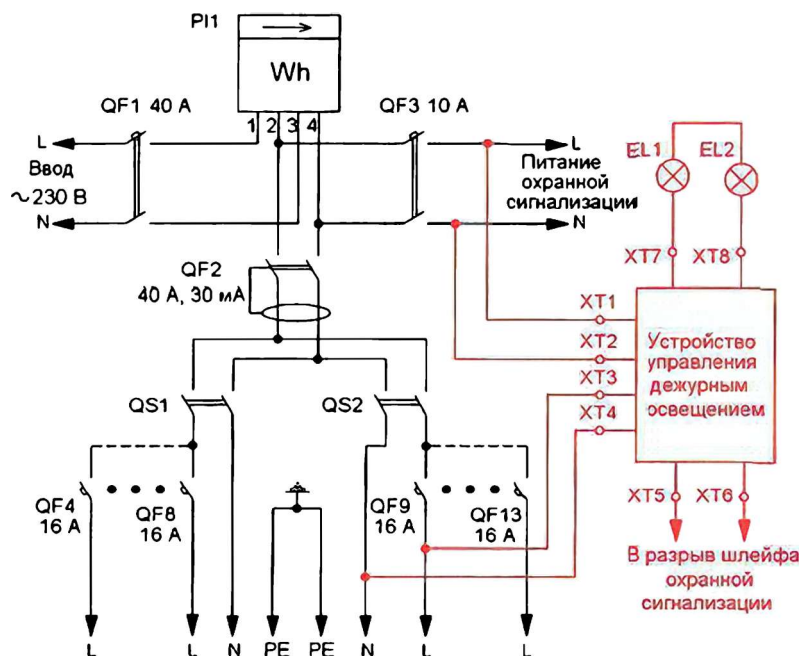 PI1
Wh
QF1 40 А
QF3 10 А
1 2 3 4
L
L
Ввод
~230 В
N
Питание
охранной
сигнализации
N
EL1
EL2
QF2
40 А, 30 мА
XT7
XT8
XT1
XT2
XT3
XT4
Устройство
управления
дежурным
освещением
QS1
QS2
QF4
16 А
QF8
16 А
QF9
16 А
QF13
16 А
XT5
XT6
В разрыв шлейфа
охранной
сигнализации
L L N PE PE N L L